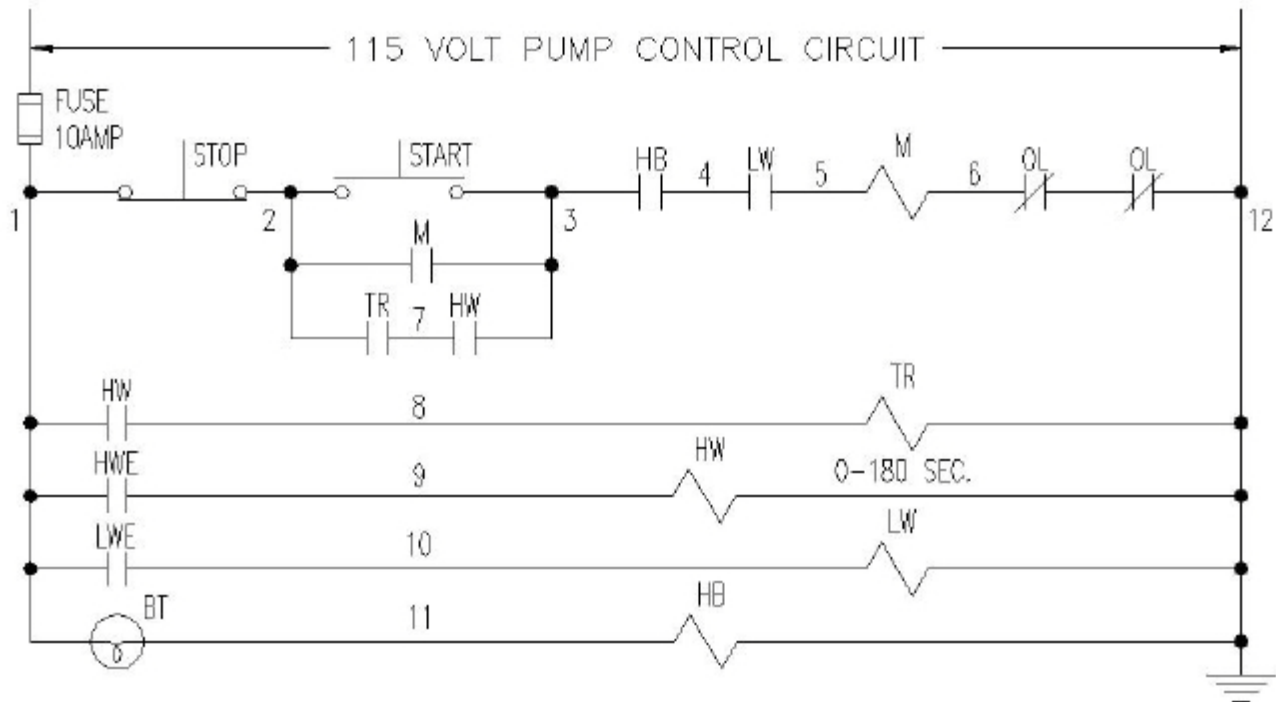 115 VOLT PUMP CONTROL CIRCUIT
FUSE
10AMP
STOP
START
HB
4
LW
5
M
6
OL
OL
1
2
3
12
M
TR
7
HW
HW
8
TR
HWE
9
HW
0-180 SEC.
LWE
10
LW
BT
11
HB